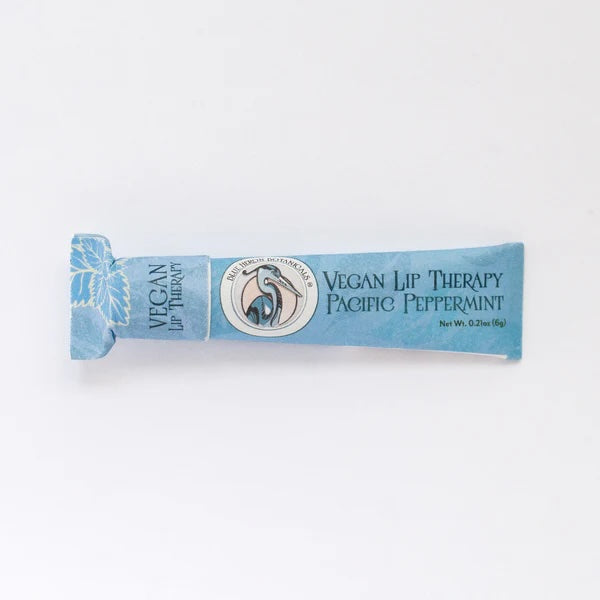 VEGAN
LIP THERAPY
BLUE HERON BOTANICALS ®
VEGAN LIP THERAPY
PACIFIC PEPPERMINT
Net Wt. 0.21oz (6g)